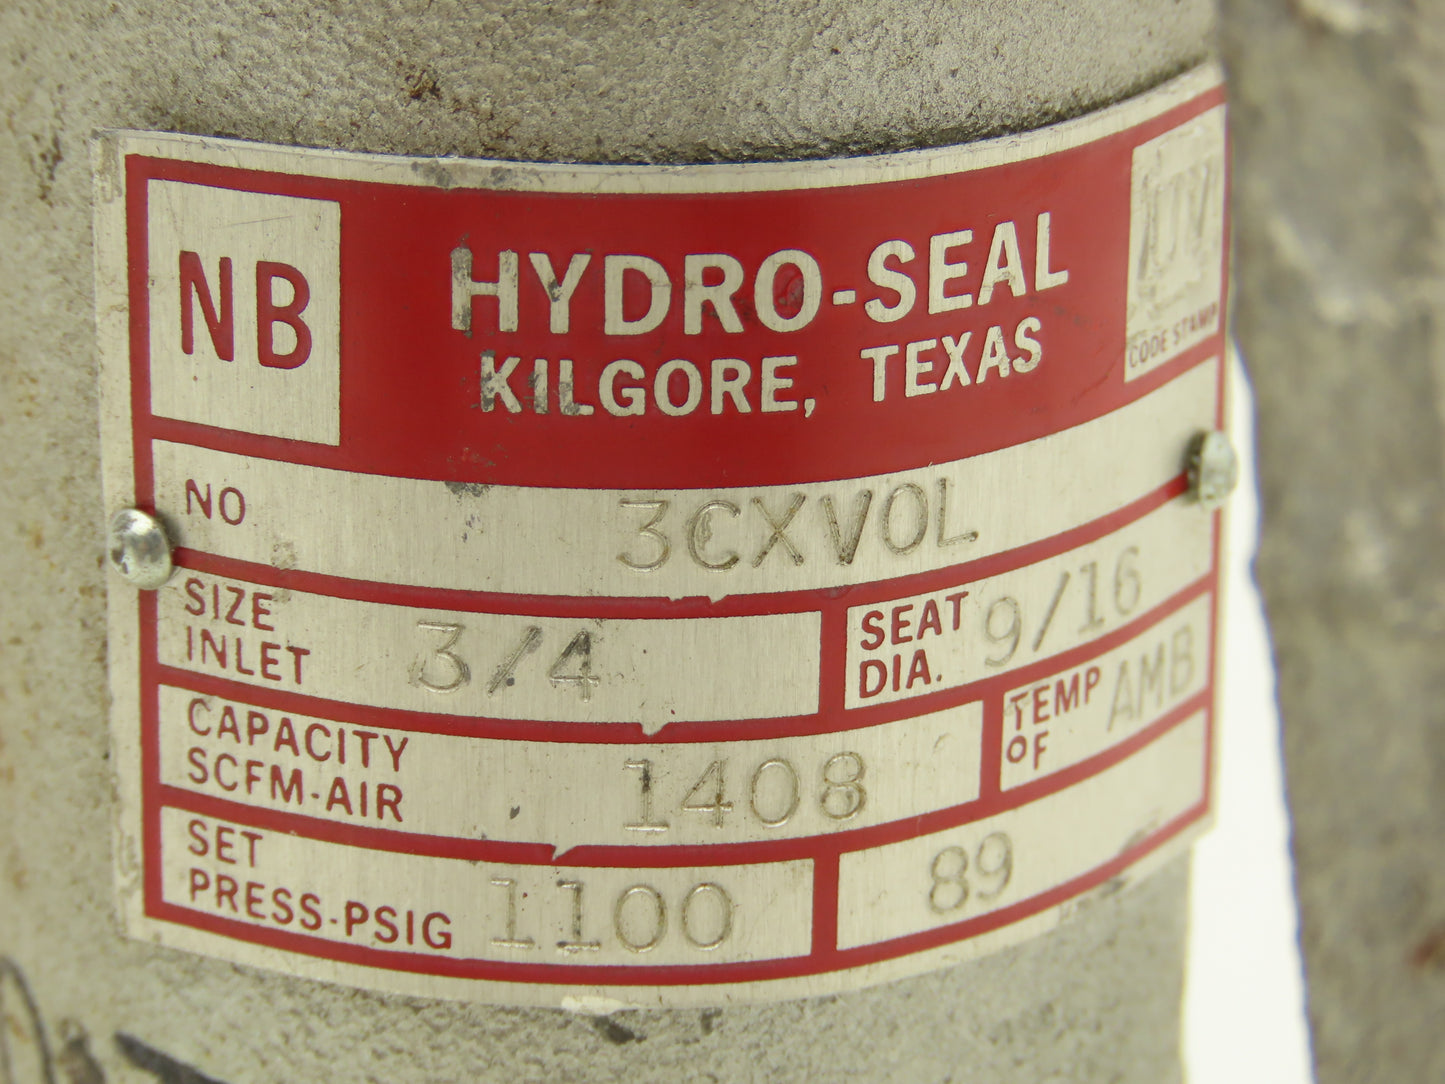 NB
HYDRO-SEAL
KILGORE, TEXAS
UV
CODE STAMP
NO 3CXVOL
SIZE
INLET 3/4
SEAT
DIA. 9/16
CAPACITY
SCFM-AIR 1408
TEMP
°F AMB
SET
PRESS-PSIG 1100
89